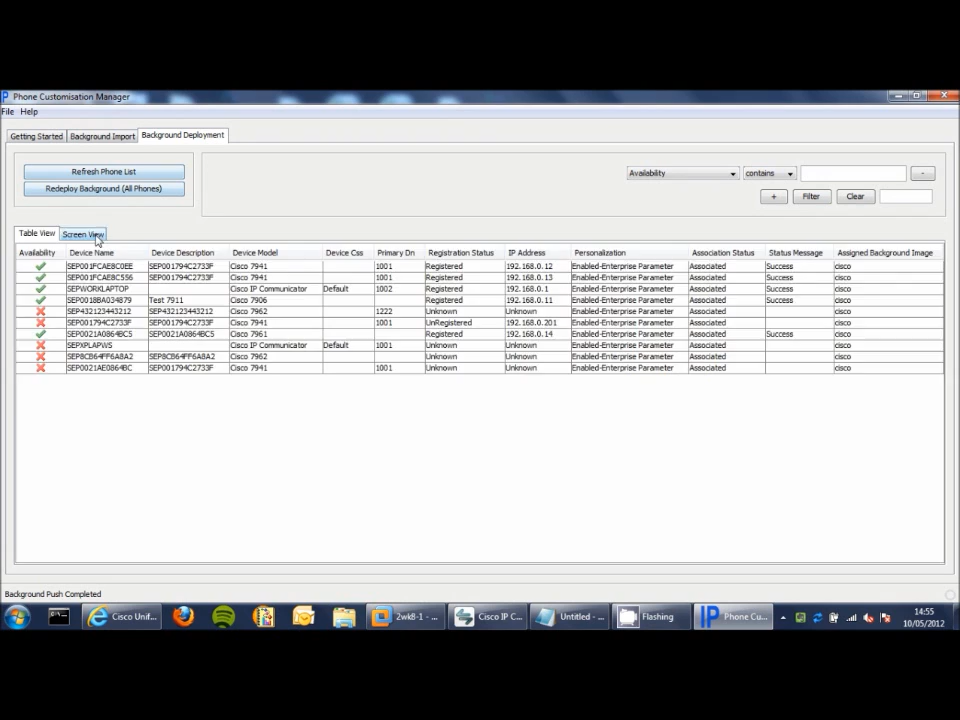 Phone Customisation Manager
File Help
Getting Started Background Import Background Deployment
Refresh Phone List
Redeploy Background (All Phones)
Availability contains -
+ Filter Clear
Table View Screen View
Availability Device Name Device Description Device Model Device Css Primary Dn Registration Status IP Address Personalization Association Status Status Message Assigned Background Image
SEP001FCAE8C0EE SEP001794C2733F Cisco 7941 1001 Registered 192.168.0.12 Enabled-Enterprise Parameter Associated Success cisco
SEP001FCAE8C556 SEP001794C2733F Cisco 7941 Registered 192.168.0.13 Enabled-Enterprise Parameter Associated Success cisco
SEPWORKLAPTOP Cisco IP Communicator Default 1002 Registered 192.168.0.1 Enabled-Enterprise Parameter Associated Success cisco
SEP0018BA034879 Test 7911 Cisco 7906 Registered 192.168.0.11 Enabled-Enterprise Parameter Associated Success cisco
SEP432123443212 SEP432123443212 Cisco 7962 1222 Unknown Unknown Enabled-Enterprise Parameter Associated cisco
SEP001794C2733F Cisco 7941 1001 UnRegistered 192.168.0.201 Enabled-Enterprise Parameter Associated cisco
SEP0021A0864BC5 SEP0021A0864BC5 Cisco 7961 Registered 192.168.0.14 Enabled-Enterprise Parameter Associated Success cisco
SEPXPLAPWS Cisco IP Communicator Default 1001 Unknown Unknown Enabled-Enterprise Parameter Associated cisco
SEP8CB64FF6A8A2 SEP8CB64FF6A8A2 Cisco 7962 Unknown Unknown Enabled-Enterprise Parameter Associated cisco
SEP0021AE0864BC SEP001794C2733F Cisco 7941 1001 Unknown Unknown Enabled-Enterprise Parameter Associated cisco
Background Push Completed
Cisco Unif... 2wk8-1 - ... Cisco IP C... Untitled - ... Flashing Phone Cu... 14:55
10/05/2012